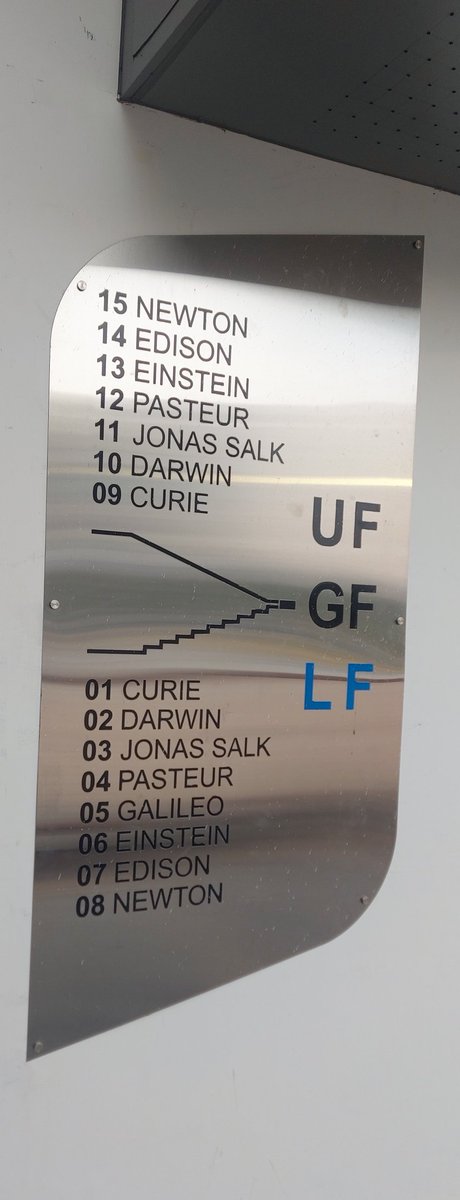 15 NEWTON
14 EDISON
13 EINSTEIN
12 PASTEUR
11 JONAS SALK
10 DARWIN
09 CURIE
UF
GF
LF
01 CURIE
02 DARWIN
03 JONAS SALK
04 PASTEUR
05 GALILEO
06 EINSTEIN
07 EDISON
08 NEWTON